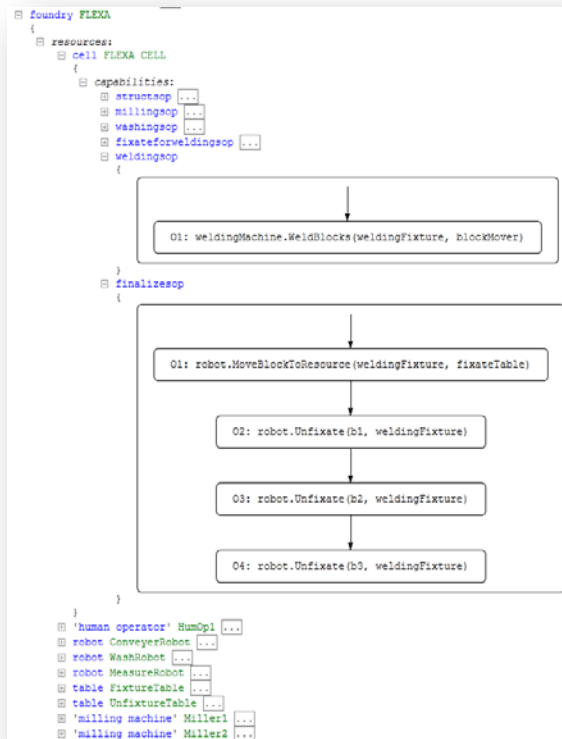 foundry FLEXA
{
resources:
cell FLEXA CELL
{
capabilities:
structsop ...
millingsop ...
washingsop ...
fixateforweldingsop ...
weldingsop
{
O1: weldingMachine.WeldBlocks(weldingFixture, blockMover)
}
finalizesop
{
O1: robot.MoveBlockToResource(weldingFixture, fixateTable)
O2: robot.Unfixate(b1, weldingFixture)
O3: robot.Unfixate(b2, weldingFixture)
O4: robot.Unfixate(b3, weldingFixture)
}
}
'human operator' HumOp1 ...
robot ConveyerRobot ...
robot WashRobot ...
robot MeasureRobot ...
table FixtureTable ...
table UnfixtureTable ...
'milling machine' Miller1 ...
'milling machine' Miller2 ...